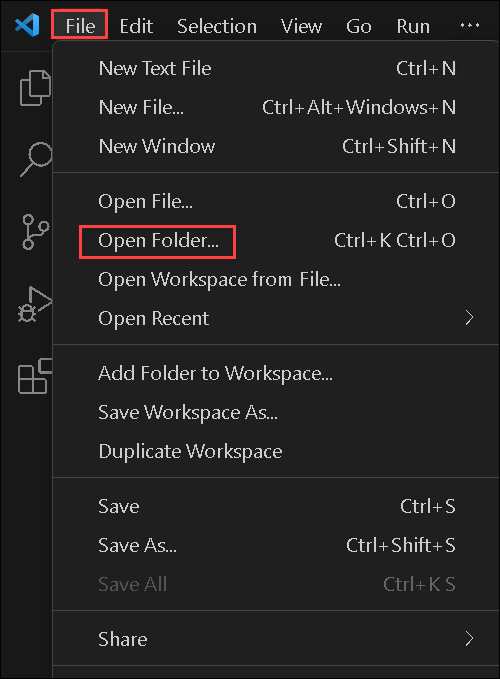 File Edit Selection View Go Run ···
New Text File Ctrl+N
New File... Ctrl+Alt+Windows+N
New Window Ctrl+Shift+N
Open File... Ctrl+O
Open Folder... Ctrl+K Ctrl+O
Open Workspace from File...
Open Recent
Add Folder to Workspace...
Save Workspace As...
Duplicate Workspace
Save Ctrl+S
Save As... Ctrl+Shift+S
Save All Ctrl+K S
Share